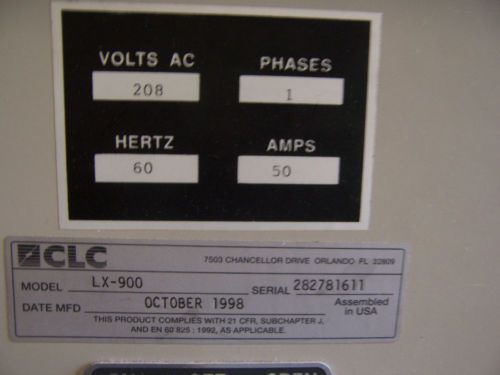 VOLTS AC PHASES
208 1
HERTZ AMPS
60 50
CLC 7503 CHANCELLOR DRIVE ORLANDO, FL 32809
MODEL LX-900 SERIAL 282781611
DATE MFD OCTOBER 1998 Assembled
in USA
THIS PRODUCT COMPLIES WITH 21 CFR, SUBCHAPTER J,
AND EN 60 825 : 1992, AS APPLICABLE.